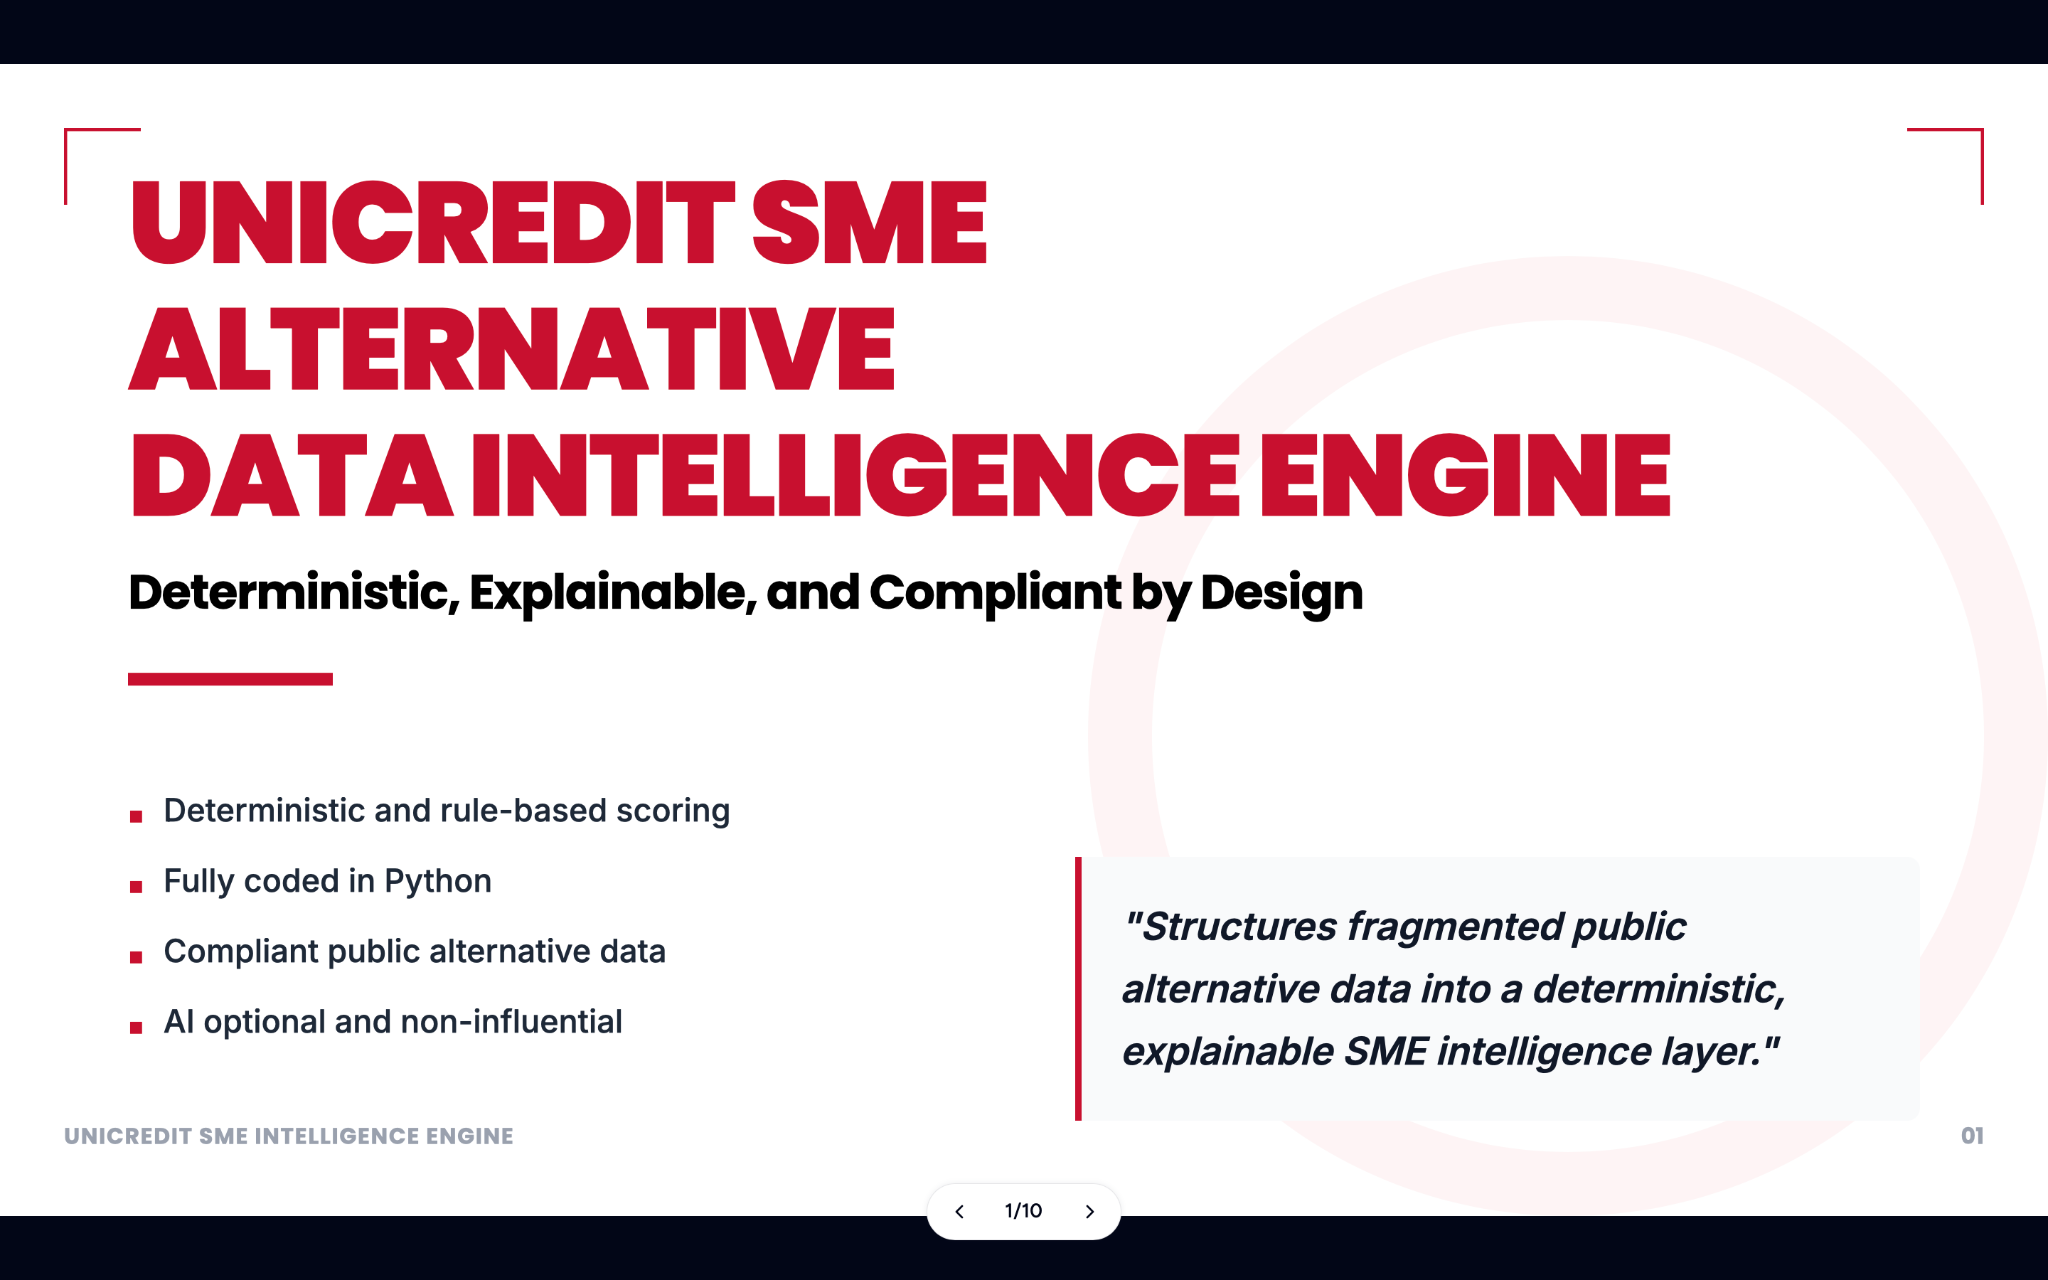 UNICREDIT SME
ALTERNATIVE
DATA INTELLIGENCE ENGINE
Deterministic, Explainable, and Compliant by Design
Deterministic and rule-based scoring
Fully coded in Python
Compliant public alternative data
AI optional and non-influential
"Structures fragmented public
alternative data into a deterministic,
explainable SME intelligence layer."
UNICREDIT SME INTELLIGENCE ENGINE
01
1/10